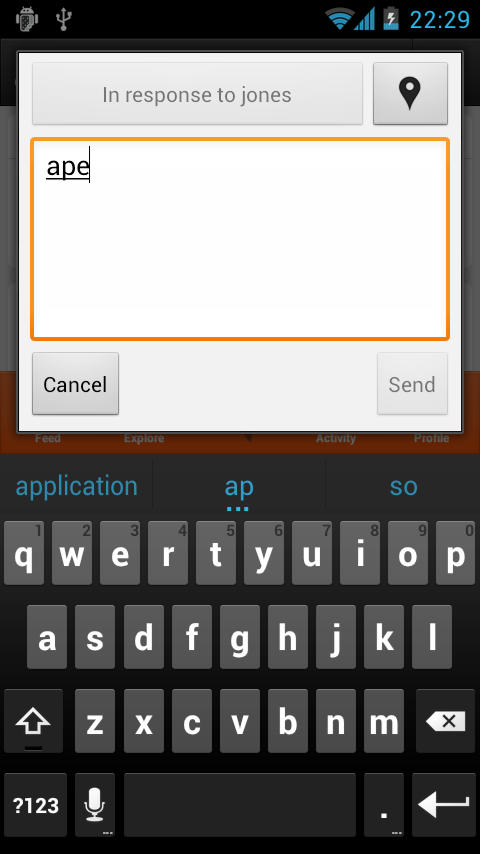 22:29
In response to jones
ape
Cancel Send
Feed Explore Activity Profile
application ap so
1 2 3 4 5 6 7 8 9 0
q w e r t y u i o p
a s d f g h j k l
z x c v b n m
?123 ... . ...